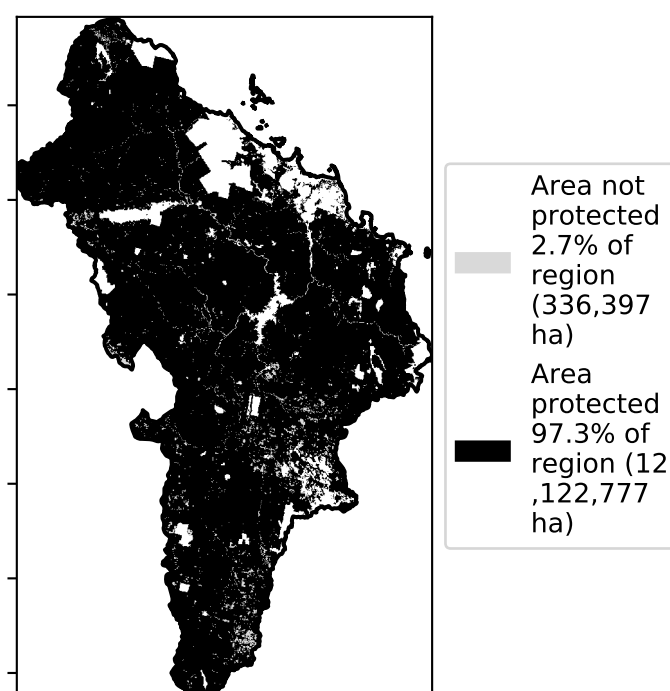 Area not
protected
2.7% of
region
(336,397
ha)
Area
protected
97.3% of
region (12
,122,777
ha)